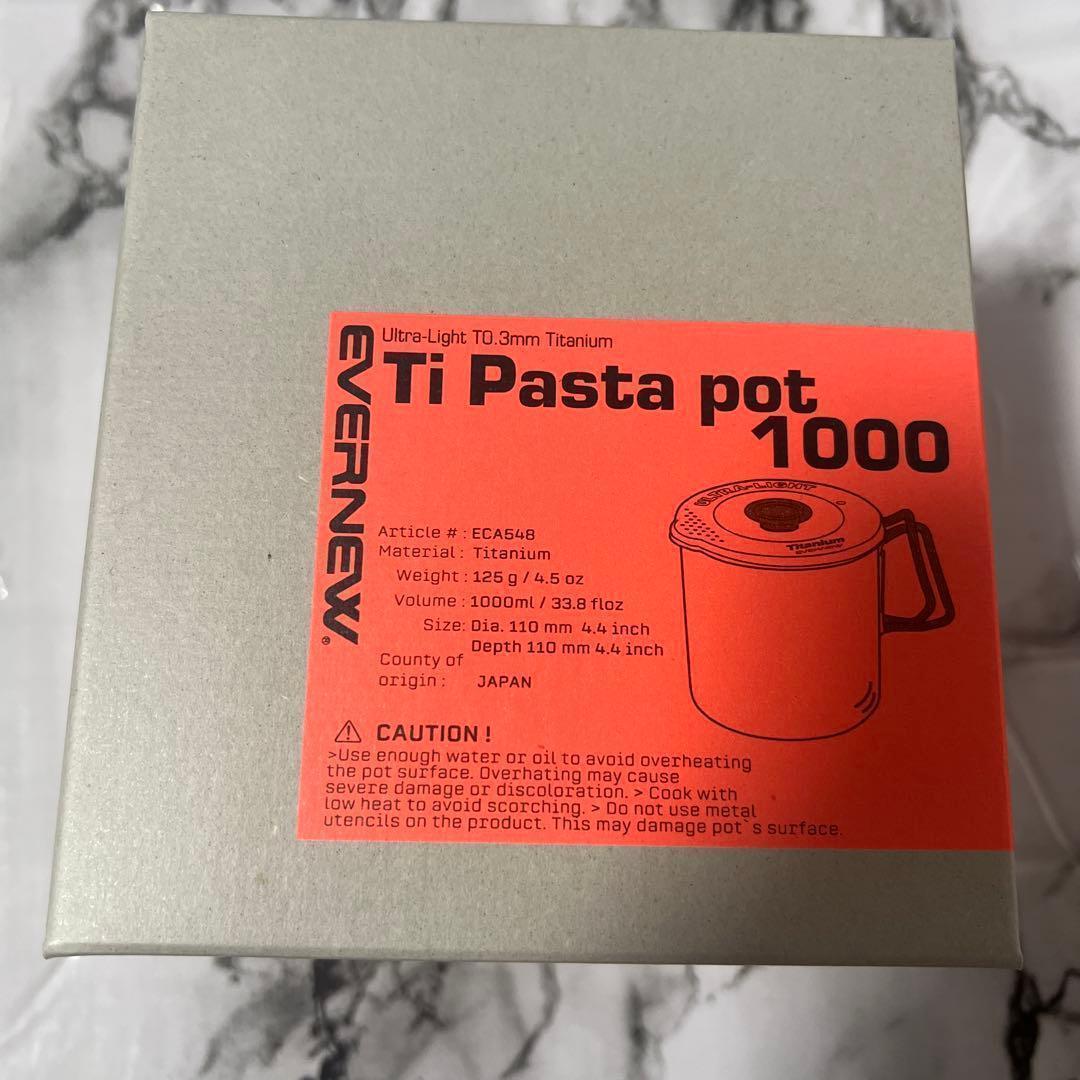 EVERNEW®
Ultra-Light T0.3mm Titanium
Ti Pasta pot
1000
Article # : ECA548
Material : Titanium
Weight : 125 g / 4.5 oz
Volume : 1000ml / 33.8 floz
Size: Dia. 110 mm 4.4 inch
Depth 110 mm 4.4 inch
County of
origin : JAPAN
ULTRA-LIGHT
Titanium
EVERNEW
⚠ CAUTION !
>Use enough water or oil to avoid overheating
the pot surface. Overhating may cause
severe damage or discoloration. > Cook with
low heat to avoid scorching. > Do not use metal
utensils on the product. This may damage pot`s surface.